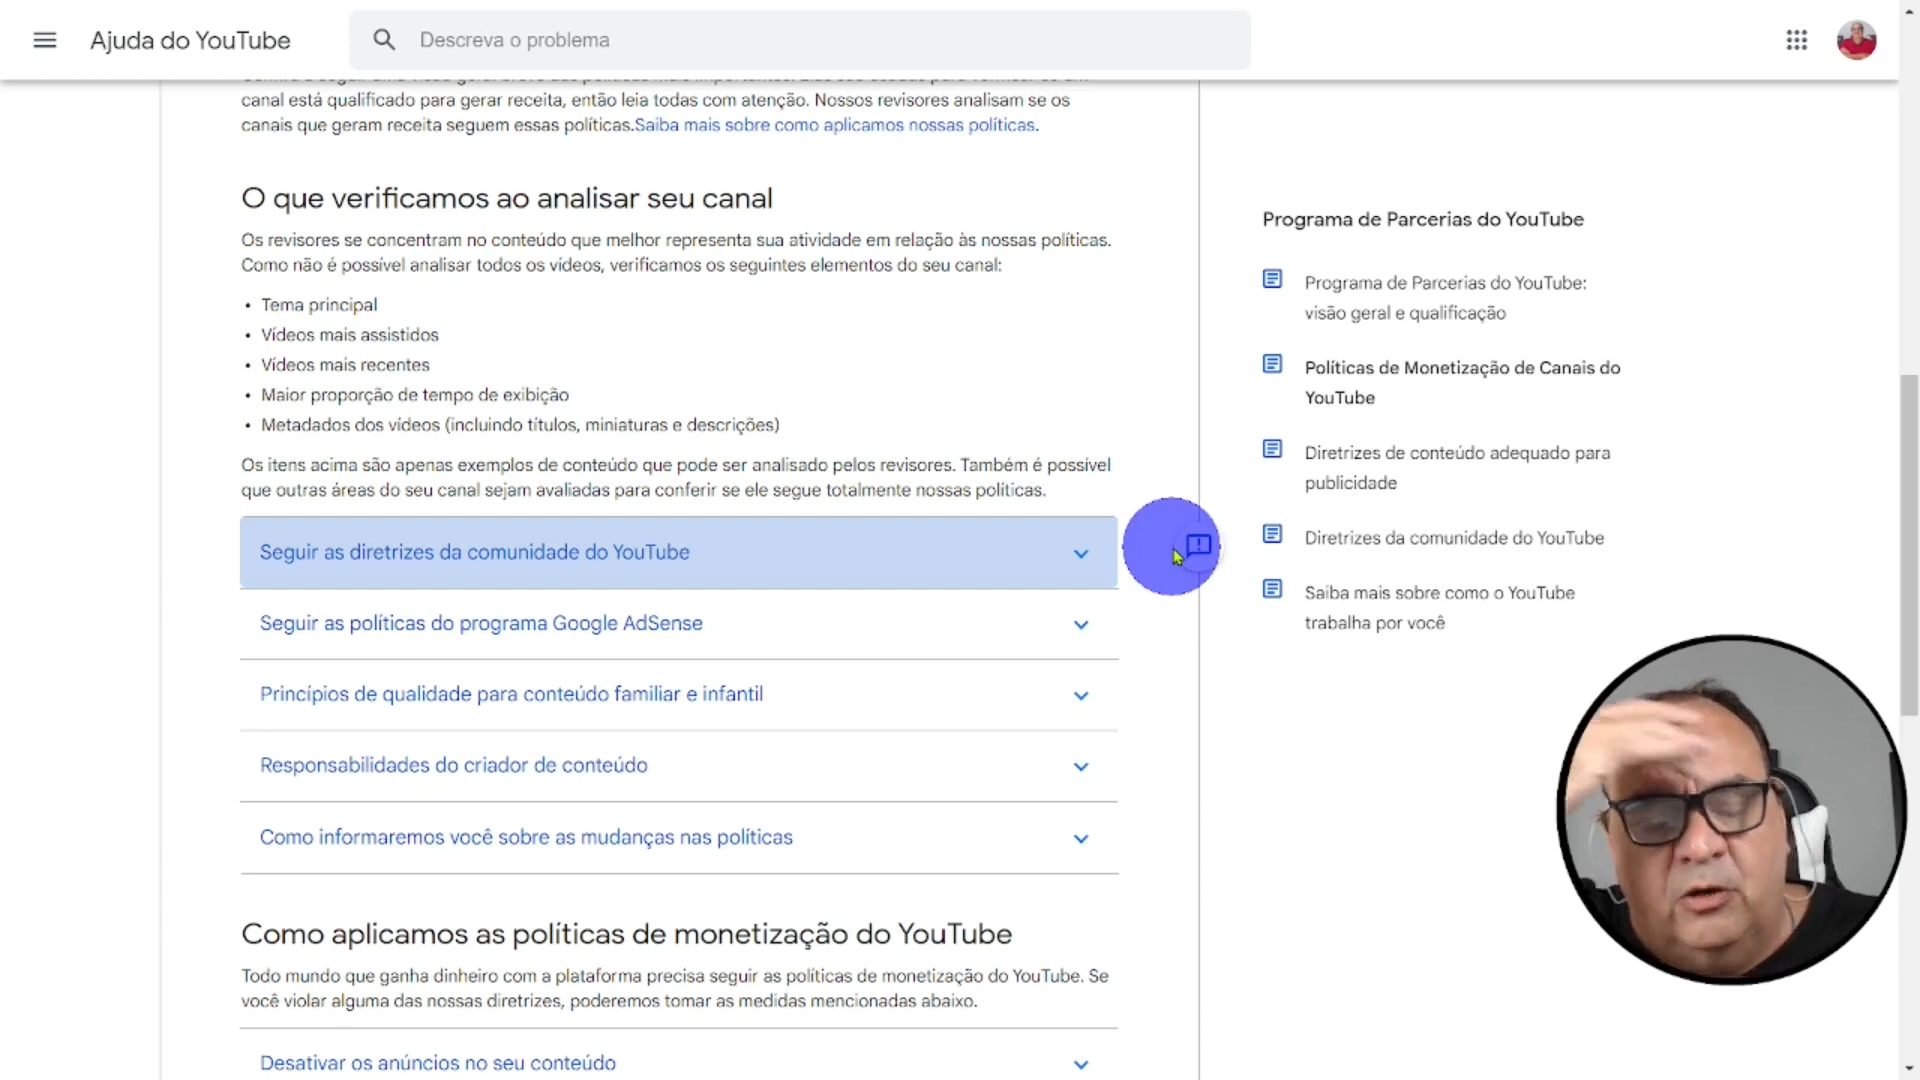 Ajuda do YouTube
Descreva o problema
canal está qualificado para gerar receita, então leia todas com atenção. Nossos revisores analisam se os
canais que geram receita seguem essas políticas.Saiba mais sobre como aplicamos nossas políticas.
O que verificamos ao analisar seu canal
Os revisores se concentram no conteúdo que melhor representa sua atividade em relação às nossas políticas.
Como não é possível analisar todos os vídeos, verificamos os seguintes elementos do seu canal:
• Tema principal
• Vídeos mais assistidos
• Vídeos mais recentes
• Maior proporção de tempo de exibição
• Metadados dos vídeos (incluindo títulos, miniaturas e descrições)
Os itens acima são apenas exemplos de conteúdo que pode ser analisado pelos revisores. Também é possível
que outras áreas do seu canal sejam avaliadas para conferir se ele segue totalmente nossas políticas.
Seguir as diretrizes da comunidade do YouTube
Seguir as políticas do programa Google AdSense
Princípios de qualidade para conteúdo familiar e infantil
Responsabilidades do criador de conteúdo
Como informaremos você sobre as mudanças nas políticas
Como aplicamos as políticas de monetização do YouTube
Todo mundo que ganha dinheiro com a plataforma precisa seguir as políticas de monetização do YouTube. Se
você violar alguma das nossas diretrizes, poderemos tomar as medidas mencionadas abaixo.
Desativar os anúncios no seu conteúdo
Programa de Parcerias do YouTube
Programa de Parcerias do YouTube:
visão geral e qualificação
Políticas de Monetização de Canais do
YouTube
Diretrizes de conteúdo adequado para
publicidade
Diretrizes da comunidade do YouTube
Saiba mais sobre como o YouTube
trabalha por você